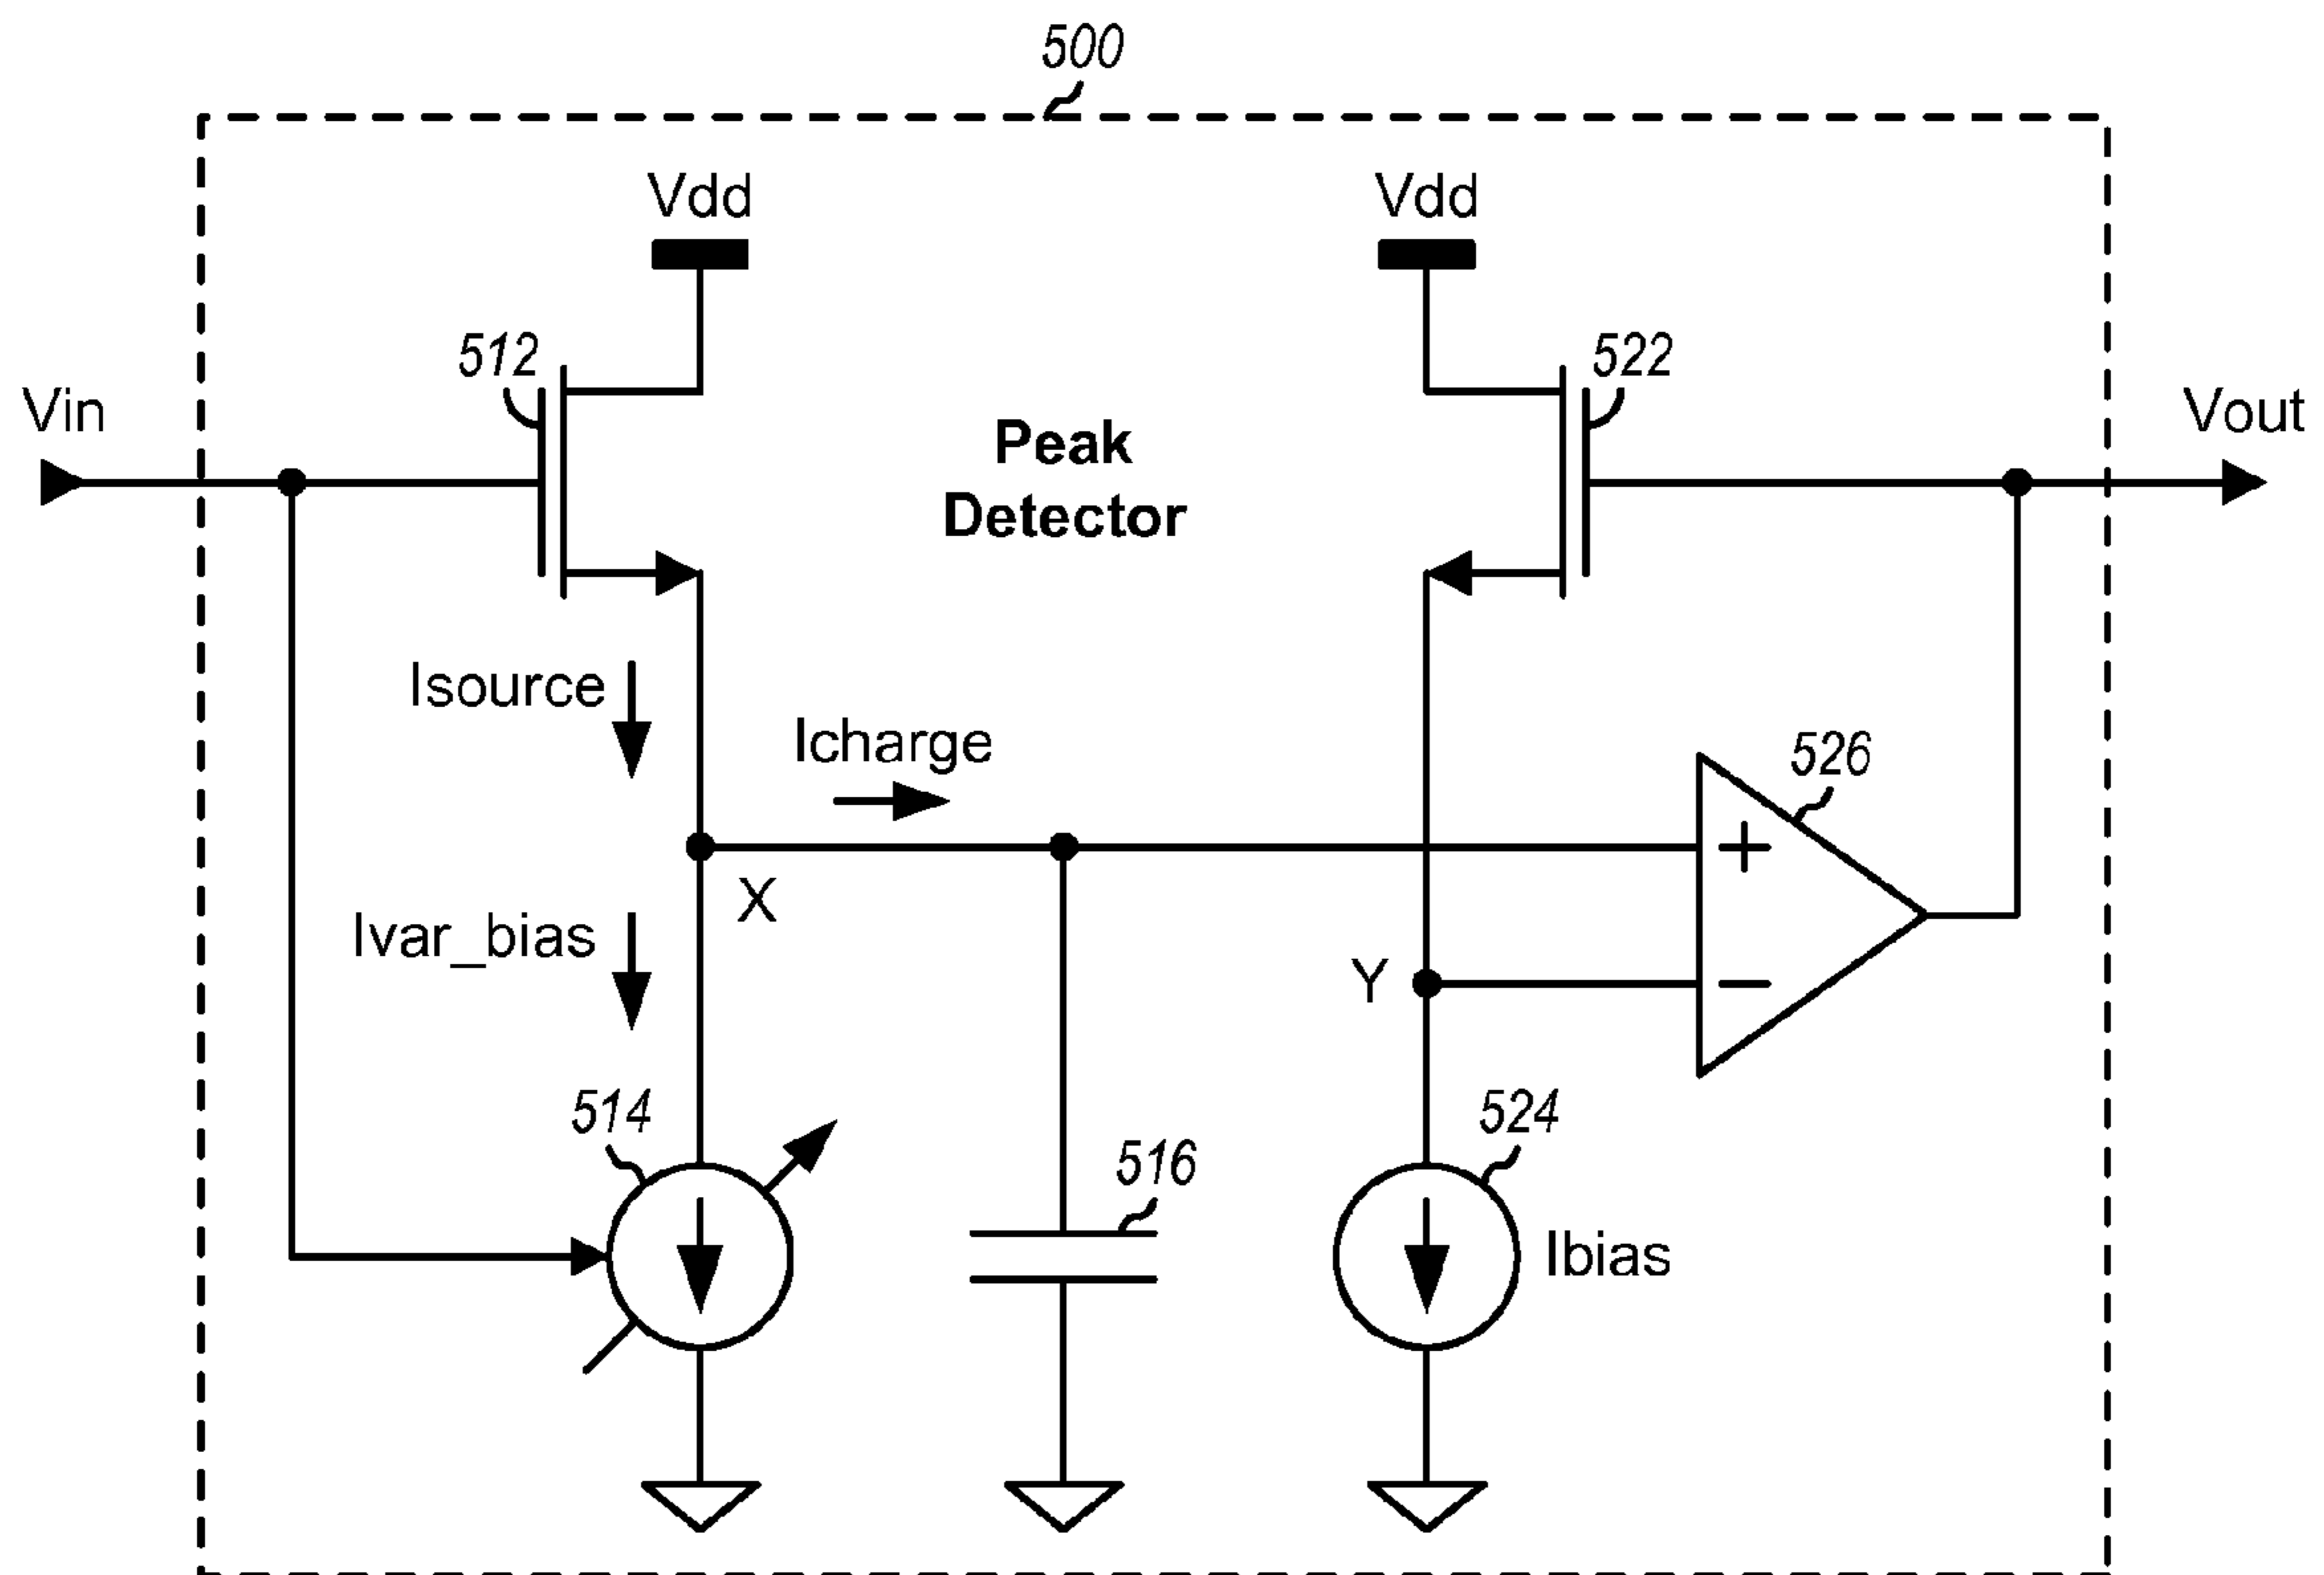 500
Vdd
Vdd
512
522
Vin
Vout
Peak
Detector
Isource
Icharge
526
+
X
Ivar_bias
Y
−
514
516
524
Ibias